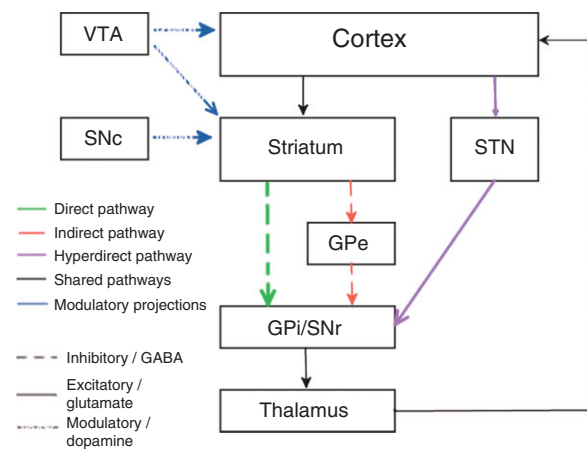 VTA
Cortex
SNc
Striatum
STN
Direct pathway
Indirect pathway
GPe
Hyperdirect pathway
Shared pathways
Modulatory projections
GPi/SNr
Inhibitory / GABA
Excitatory /
glutamate
Thalamus
Modulatory /
dopamine